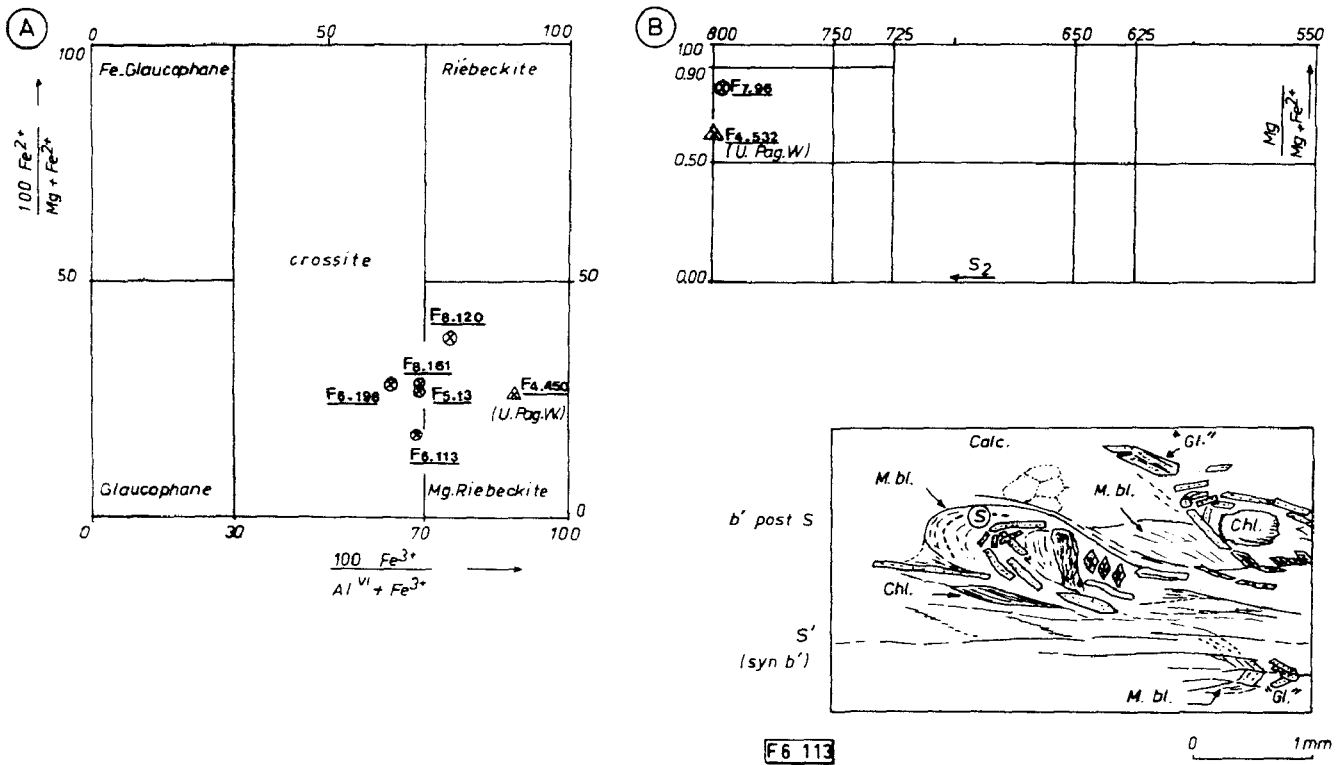 A
0 50 100
100
Fe.Glaucophane Riebeckite
100 Fe2+
Mg + Fe2+
crossite
50 50
F8.120
F8.161
F6.196 F5.13 F4.450
(U.Pag.W.)
F6.113
Glaucophane Mg.Riebeckite
0
0 30 70 100
100 Fe3+
Al VI + Fe3+
B
800 750 725 650 625 550
1.00
0.90
F7.96
Mg
Mg+Fe2+
F4.532
(U.Pag.W)
0.50
0.00
S2
Calc. "Gl."
M.bl. M.bl.
b' post S
S
Chl.
Chl.
S'
(syn b')
M.bl. "Gl."
F6 113
0 1mm